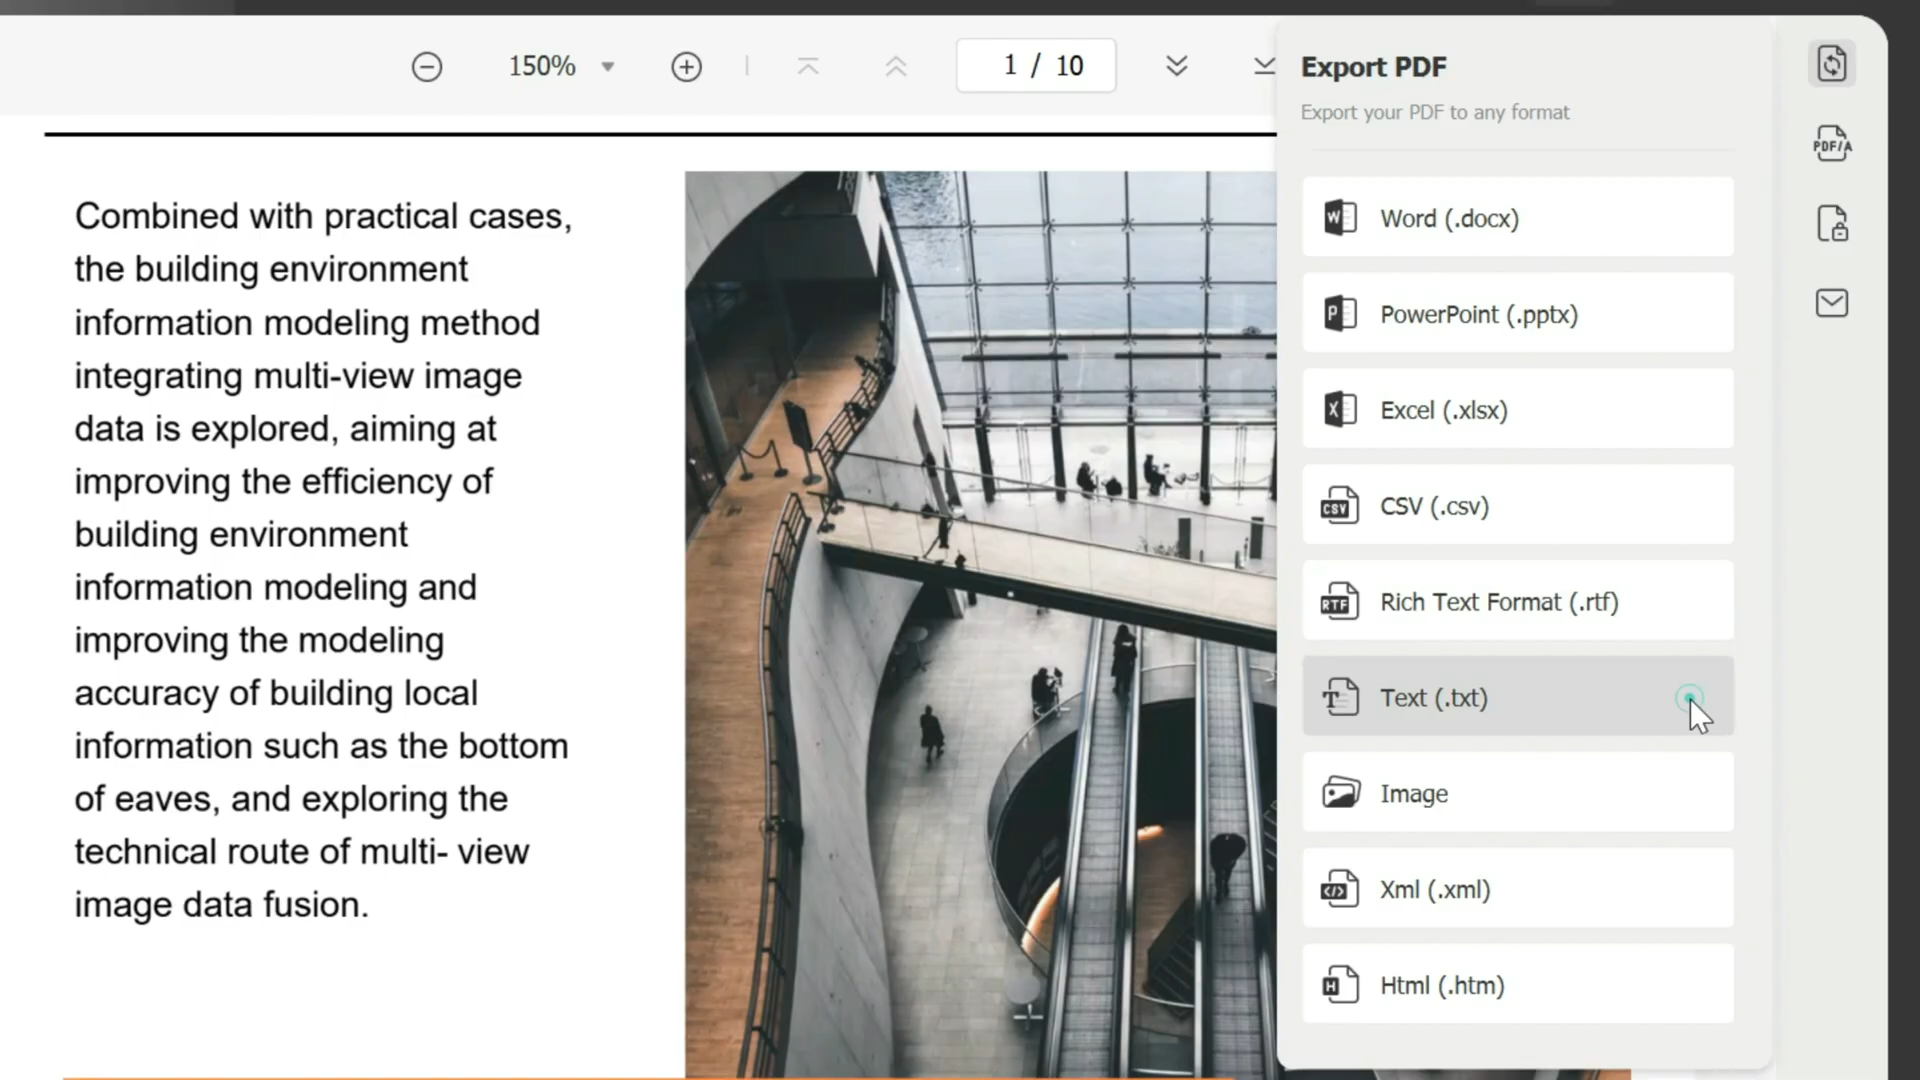 150%
1 / 10
Export PDF
Export your PDF to any format
PDF/A
Combined with practical cases,
the building environment
information modeling method
integrating multi-view image
data is explored, aiming at
improving the efficiency of
building environment
information modeling and
improving the modeling
accuracy of building local
information such as the bottom
of eaves, and exploring the
technical route of multi- view
image data fusion.
W Word (.docx)
P PowerPoint (.pptx)
X Excel (.xlsx)
CSV CSV (.csv)
RTF Rich Text Format (.rtf)
T Text (.txt)
Image
</> Xml (.xml)
H Html (.htm)